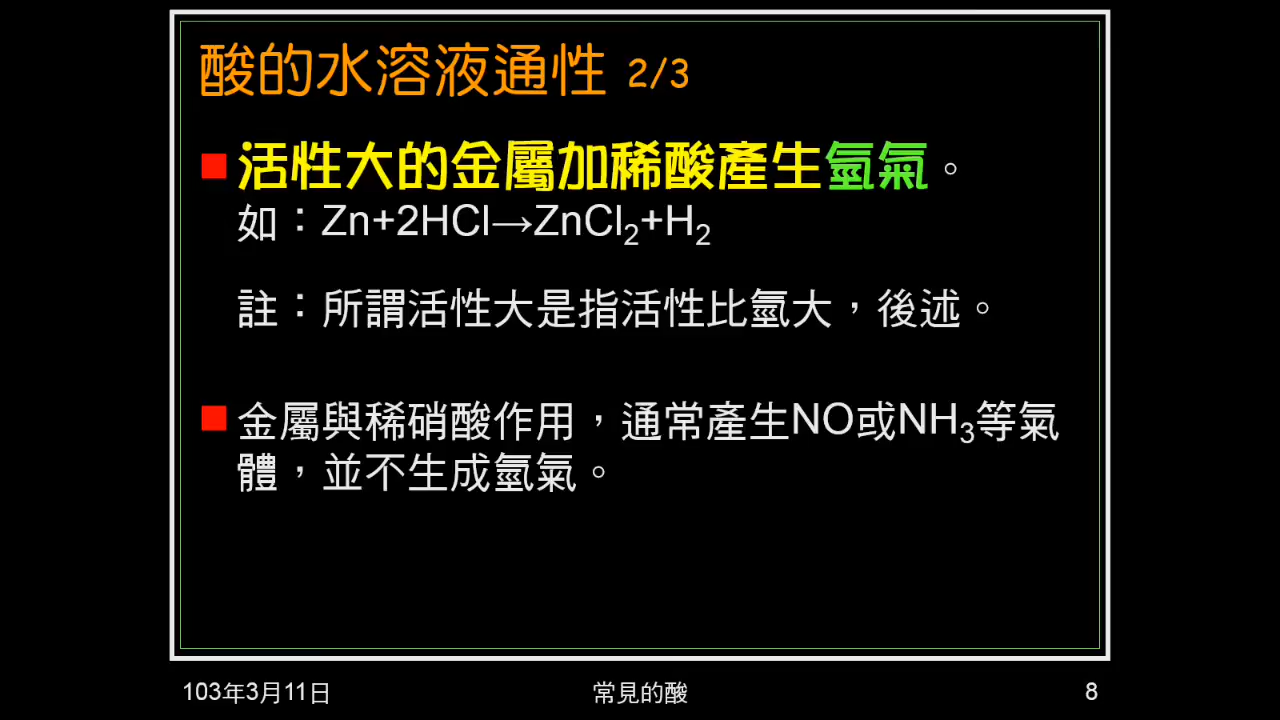 酸的水溶液通性 2/3
活性大的金屬加稀酸產生氫氣。
如：Zn+2HCl→ZnCl₂+H₂
註：所謂活性大是指活性比氫大，後述。
金屬與稀硝酸作用，通常產生NO或NH₃等氣
體，並不生成氫氣。
103年3月11日 常見的酸 8